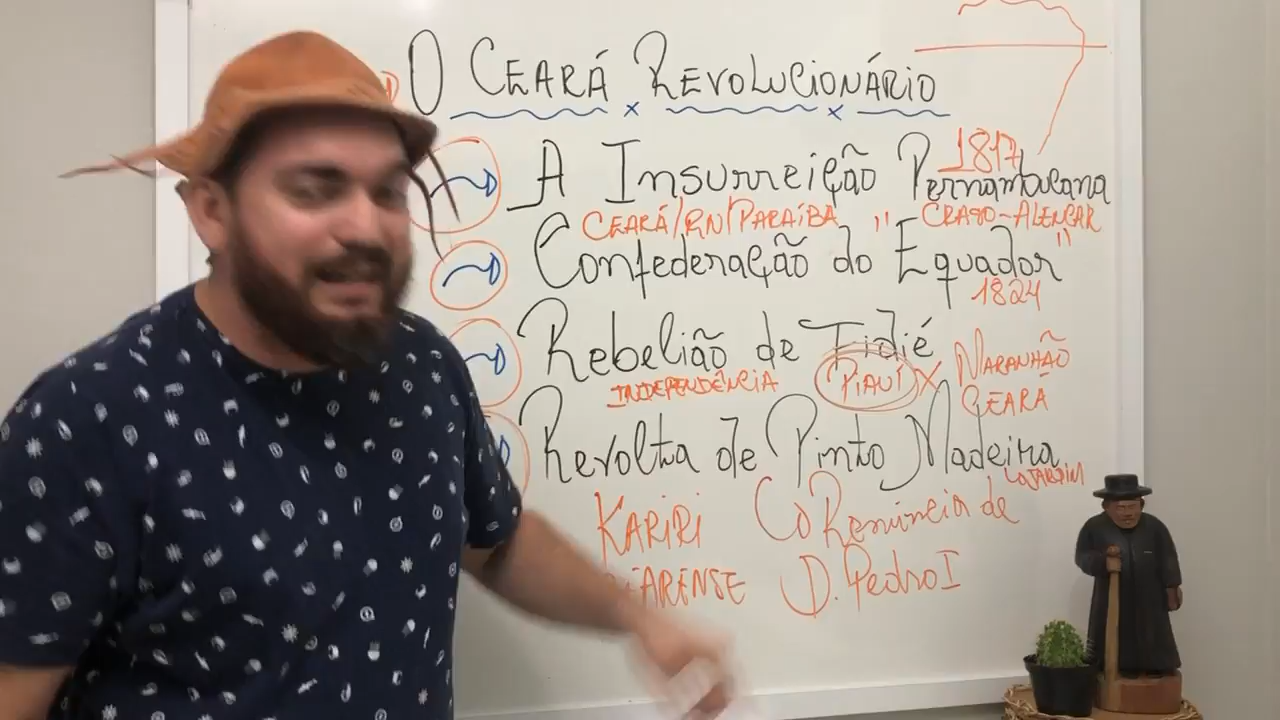 O CEARÁ REVOLUCIONÁRIO
1817
A Insurreição Pernambucana
CEARÁ/RN/PARAÍBA " CRATO-ALENCAR "
Confederação do Equador
1824
Rebelião de Fidié
INDEPENDÊNCIA PIAUÍ X MARANHÃO
CEARÁ
Revolta de Pinto Madeira
JARDIM
KARIRI Renúncia de
CEARENSE D. Pedro I